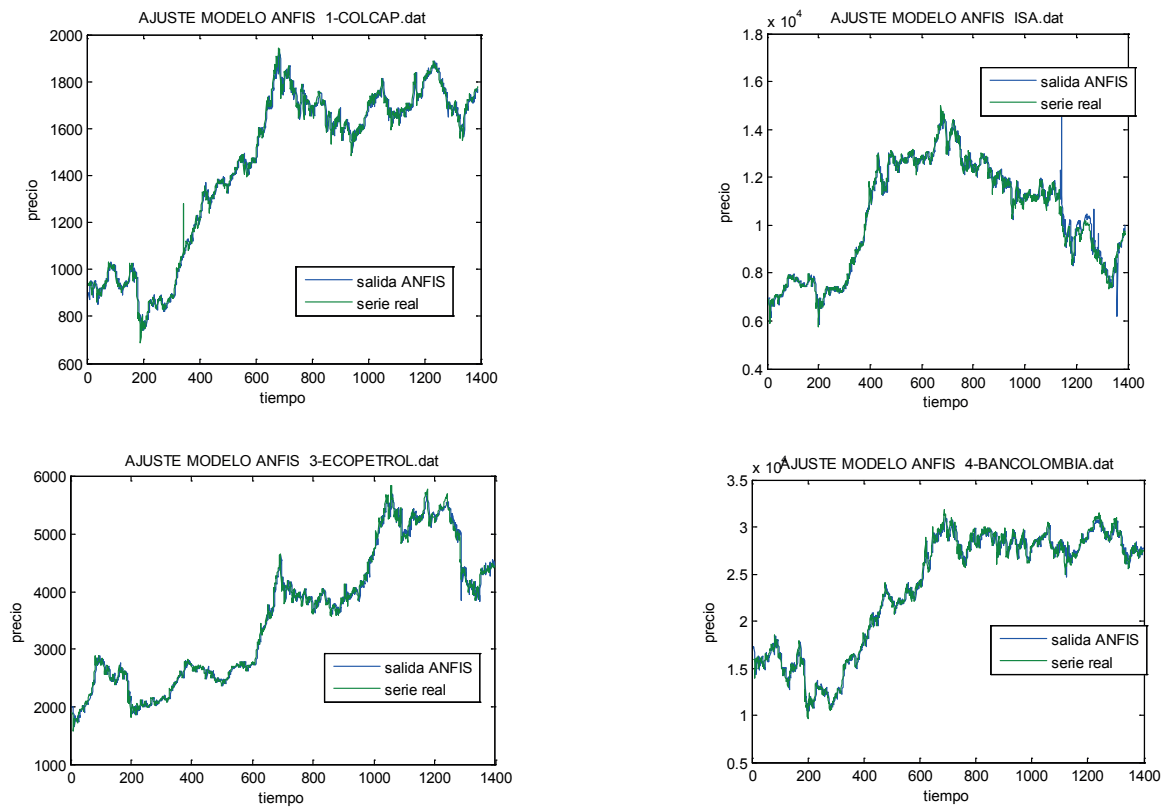 AJUSTE MODELO ANFIS 1-COLCAP.dat
2000
1800
1600
1400
1200
1000
800
600
precio
0 200 400 600 800 1000 1200 1400
tiempo
salida ANFIS
serie real
AJUSTE MODELO ANFIS ISA.dat
x 10⁴
1.8
1.6
1.4
1.2
1
0.8
0.6
0.4
precio
0 200 400 600 800 1000 1200 1400
tiempo
salida ANFIS
serie real
AJUSTE MODELO ANFIS 3-ECOPETROL.dat
6000
5000
4000
3000
2000
1000
precio
0 200 400 600 800 1000 1200 1400
tiempo
salida ANFIS
serie real
AJUSTE MODELO ANFIS 4-BANCOLOMBIA.dat
x 10⁴
3.5
3
2.5
2
1.5
1
0.5
precio
0 200 400 600 800 1000 1200 1400
tiempo
salida ANFIS
serie real